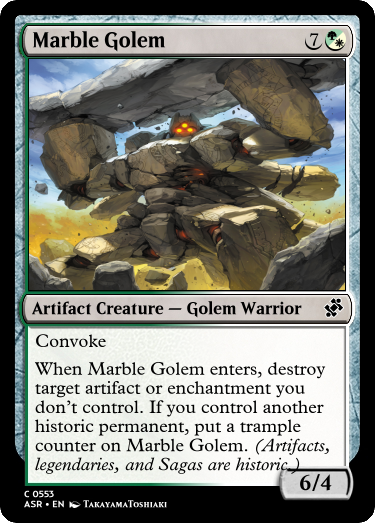 Marble Golem 7
Artifact Creature — Golem Warrior
Convoke
When Marble Golem enters, destroy
target artifact or enchantment you
don't control. If you control another
historic permanent, put a trample
counter on Marble Golem. (Artifacts,
legendaries, and Sagas are historic.)
6/4
C 0553
ASR • EN TakayamaToshiaki